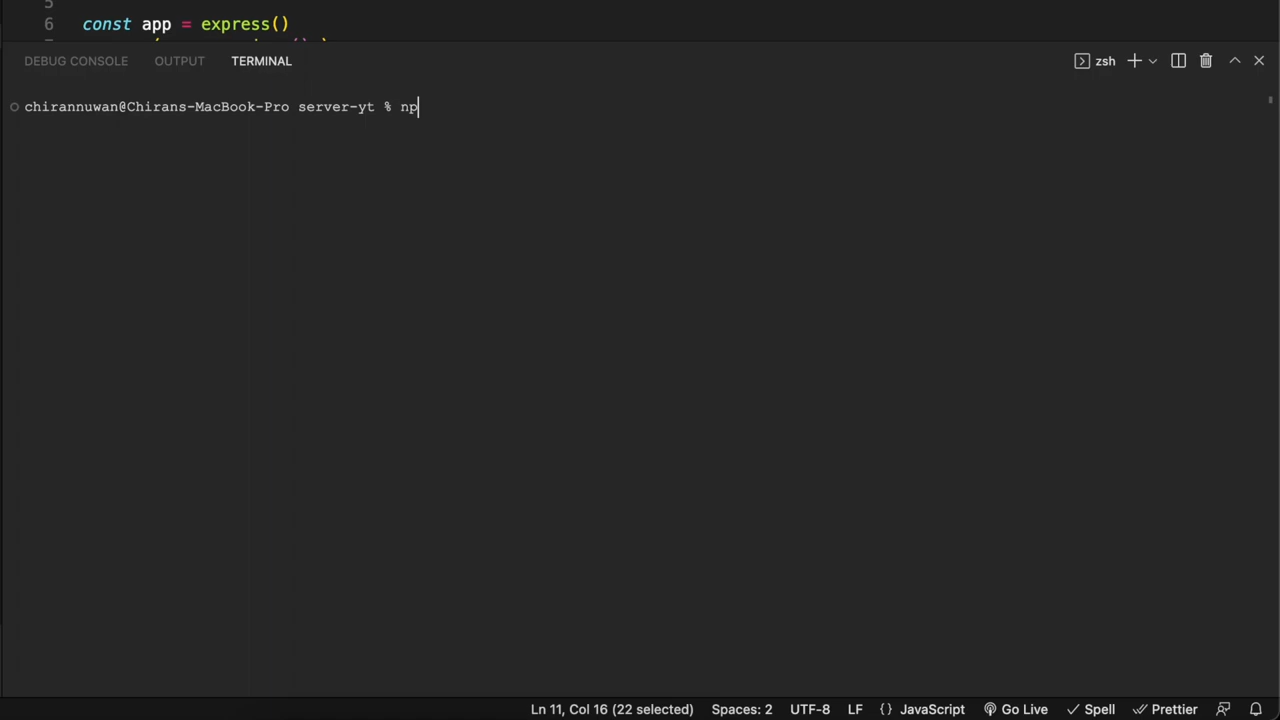 5
6 const app = express()
DEBUG CONSOLE OUTPUT TERMINAL zsh
chirannuwan@Chirans-MacBook-Pro server-yt % np
Ln 11, Col 16 (22 selected) Spaces: 2 UTF-8 LF {} JavaScript Go Live Spell Prettier